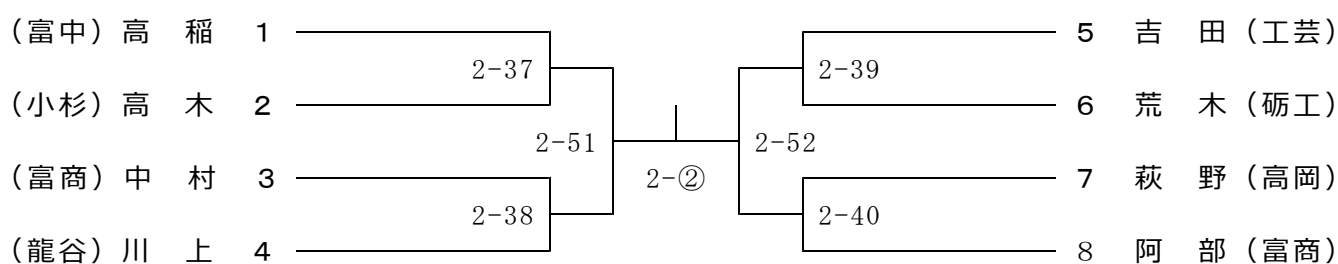 （富中）高　稲　1　　5　吉　田（工芸）
2-37　　2-39
（小杉）高　木　2　　6　荒　木（砺工）
2-51　　2-52
（富商）中　村　3　　2-②　　7　萩　野（高岡）
2-38　　2-40
（龍谷）川　上　4　　8　阿　部（富商）